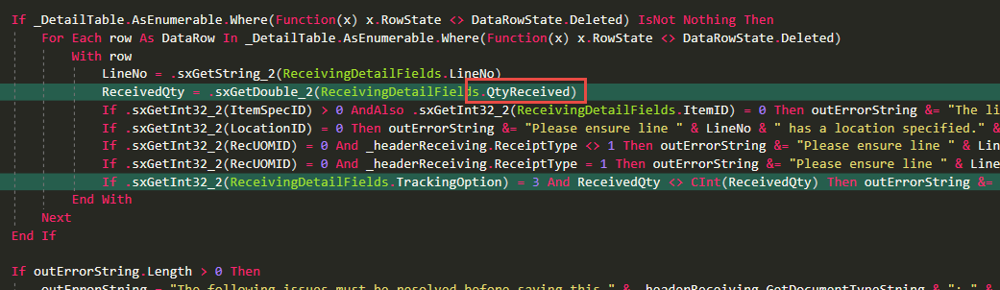 If _DetailTable.AsEnumerable.Where(Function(x) x.RowState <> DataRowState.Deleted) IsNot Nothing Then
For Each row As DataRow In _DetailTable.AsEnumerable.Where(Function(x) x.RowState <> DataRowState.Deleted)
With row
LineNo = .sxGetString_2(ReceivingDetailFields.LineNo)
ReceivedQty = .sxGetDouble_2(ReceivingDetailFields.QtyReceived)
If .sxGetInt32_2(ItemSpecID) > 0 AndAlso .sxGetInt32_2(ReceivingDetailFields.ItemID) = 0 Then outErrorString &= "The li
If .sxGetInt32_2(LocationID) = 0 Then outErrorString &= "Please ensure line " & LineNo & " has a location specified." &
If .sxGetInt32_2(RecUOMID) = 0 And _headerReceiving.ReceiptType <> 1 Then outErrorString &= "Please ensure line " & Lin
If .sxGetInt32_2(RecUOMID) = 0 And _headerReceiving.ReceiptType = 1 Then outErrorString &= "Please ensure line " & Line
If .sxGetInt32_2(ReceivingDetailFields.TrackingOption) = 3 And ReceivedQty <> CInt(ReceivedQty) Then outErrorString &=
End With
Next
End If
If outErrorString.Length > 0 Then
outErrorString = "The following issues must be resolved before saving this " & _headerReceiving.GetDocumentTypeString & ":" &